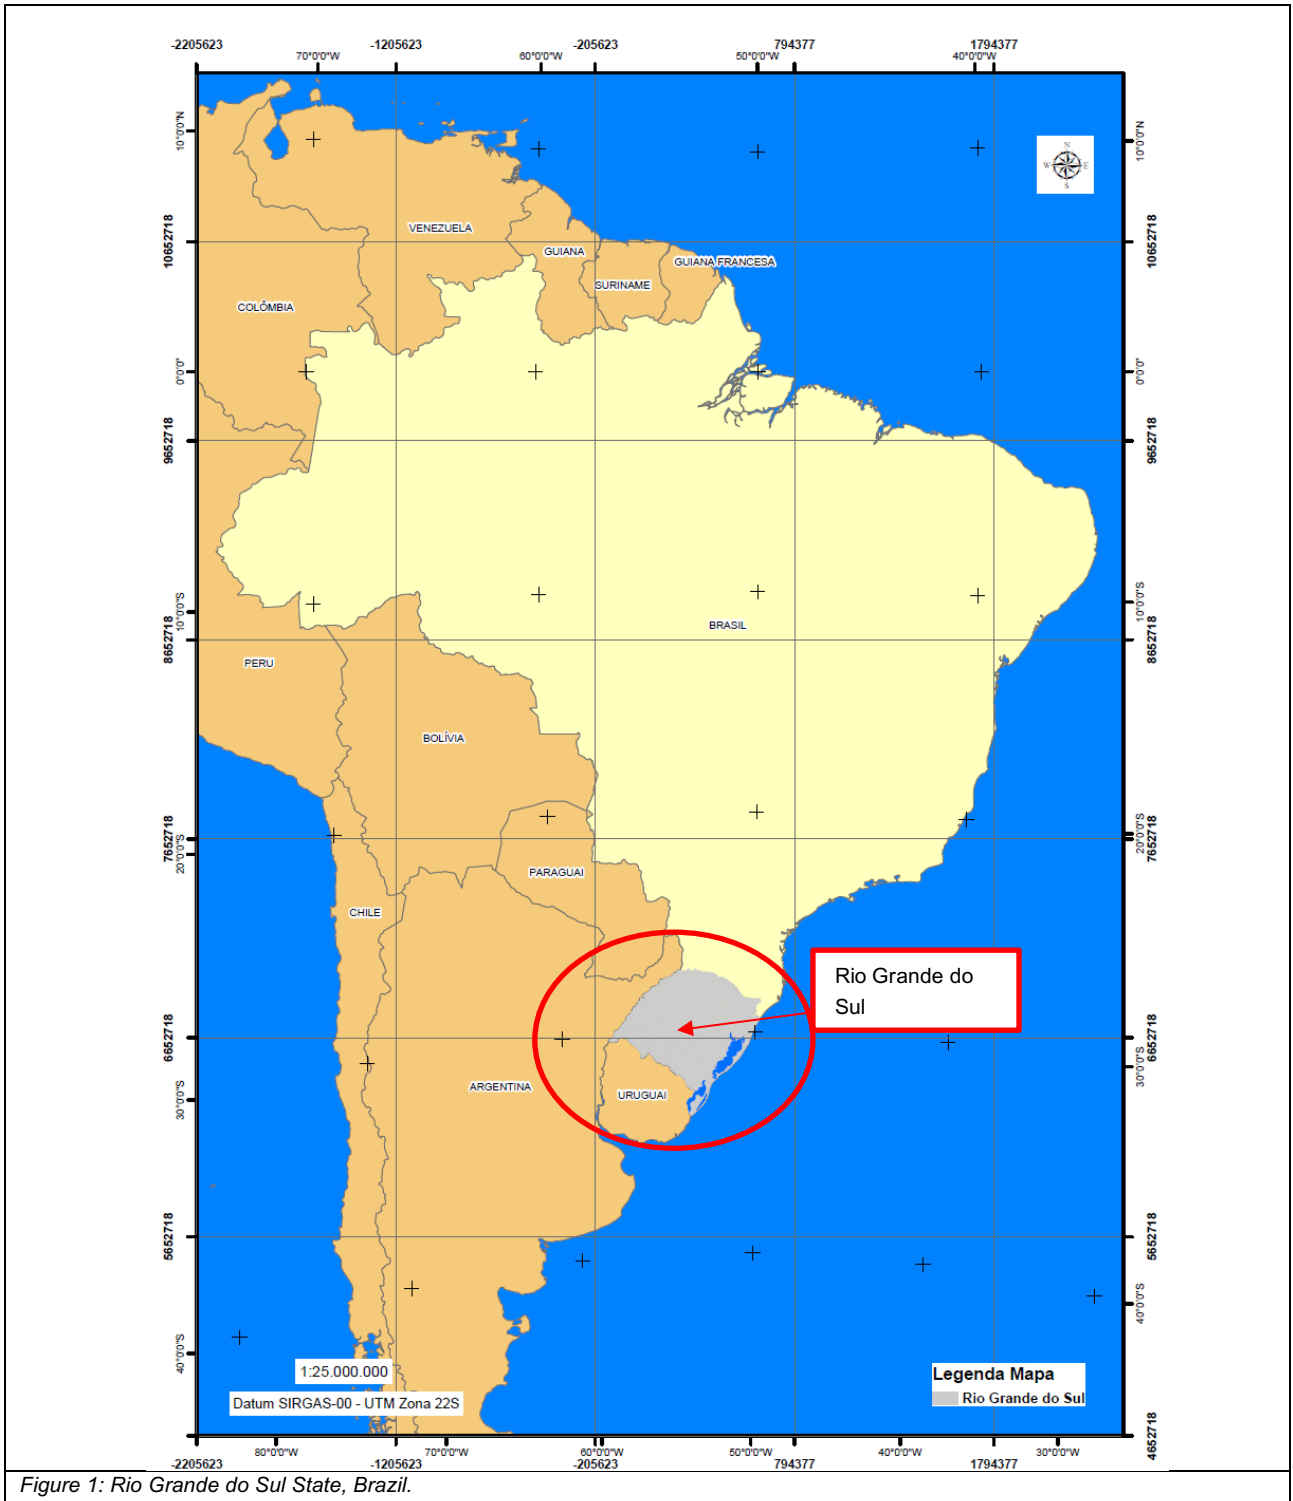 -2205623 -1205623 -205623 794377 1794377
70°0'0"W 60°0'0"W 50°0'0"W 40°0'0"W
10°0'0"N 10°0'0"N
N
W E
S
VENEZUELA
10652718 10652718
GUIANA
GUIANA FRANCESA
SURINAME
COLÔMBIA
0°0'0" 0°0'0"
9652718 9652718
10°0'0"S 10°0'0"S
BRASIL
8652718 8652718
PERU
BOLÍVIA
7652718 7652718
20°0'0"S 20°0'0"S
PARAGUAI
CHILE
Rio Grande do
Sul
6652718 6652718
30°0'0"S 30°0'0"S
ARGENTINA
URUGUAI
5652718 5652718
40°0'0"S 40°0'0"S
1:25.000.000
Datum SIRGAS-00 - UTM Zona 22S
Legenda Mapa
Rio Grande do Sul
4652718
80°0'0"W 70°0'0"W 60°0'0"W 50°0'0"W 40°0'0"W 30°0'0"W
-2205623 -1205623 -205623 794377 1794377
Figure 1: Rio Grande do Sul State, Brazil.